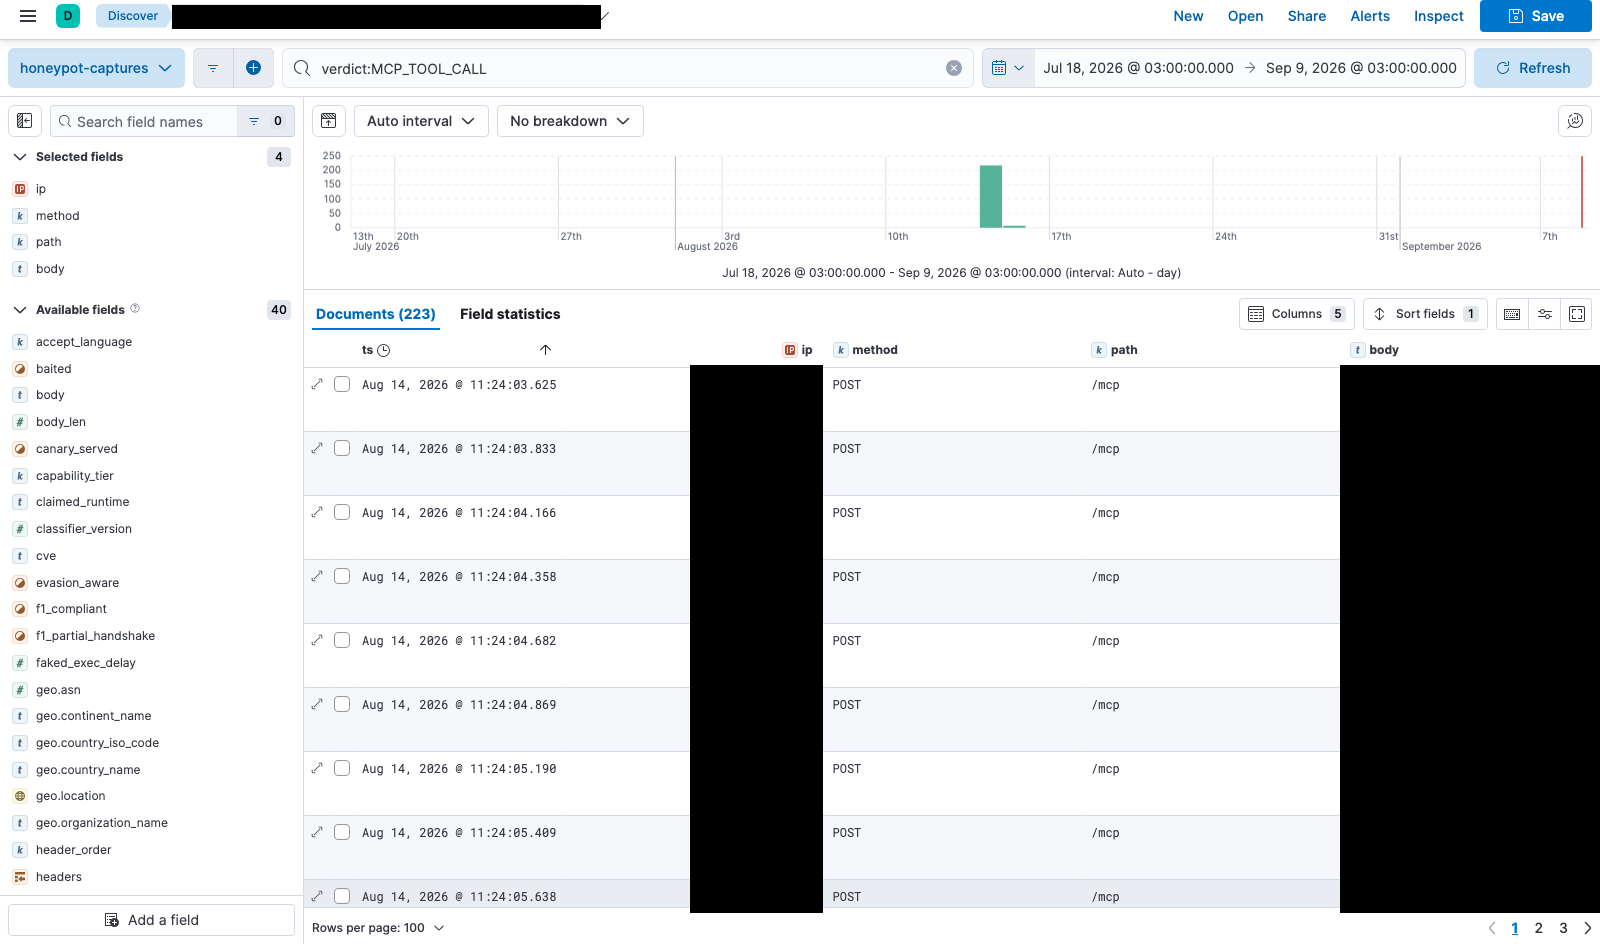 D Discover New Open Share Alerts Inspect Save
honeypot-captures verdict:MCP_TOOL_CALL Jul 18, 2026 @ 03:00:00.000 → Sep 9, 2026 @ 03:00:00.000 Refresh
Search field names 0 Auto interval No breakdown
Selected fields 4
ip
method
path
body
Available fields 40
accept_language
baited
body
body_len
canary_served
capability_tier
claimed_runtime
classifier_version
cve
evasion_aware
f1_compliant
f1_partial_handshake
faked_exec_delay
geo.asn
geo.continent_name
geo.country_iso_code
geo.country_name
geo.location
geo.organization_name
header_order
headers
Add a field
250
200
150
100
50
0
13th 20th 27th 3rd 10th 17th 24th 31st 7th
July 2026 August 2026 September 2026
Jul 18, 2026 @ 03:00:00.000 - Sep 9, 2026 @ 03:00:00.000 (interval: Auto - day)
Documents (223) Field statistics Columns 5 Sort fields 1
ts ip method path body
Aug 14, 2026 @ 11:24:03.625 POST /mcp
Aug 14, 2026 @ 11:24:03.833 POST /mcp
Aug 14, 2026 @ 11:24:04.166 POST /mcp
Aug 14, 2026 @ 11:24:04.358 POST /mcp
Aug 14, 2026 @ 11:24:04.682 POST /mcp
Aug 14, 2026 @ 11:24:04.869 POST /mcp
Aug 14, 2026 @ 11:24:05.190 POST /mcp
Aug 14, 2026 @ 11:24:05.409 POST /mcp
Aug 14, 2026 @ 11:24:05.638 POST /mcp
Rows per page: 100 1 2 3